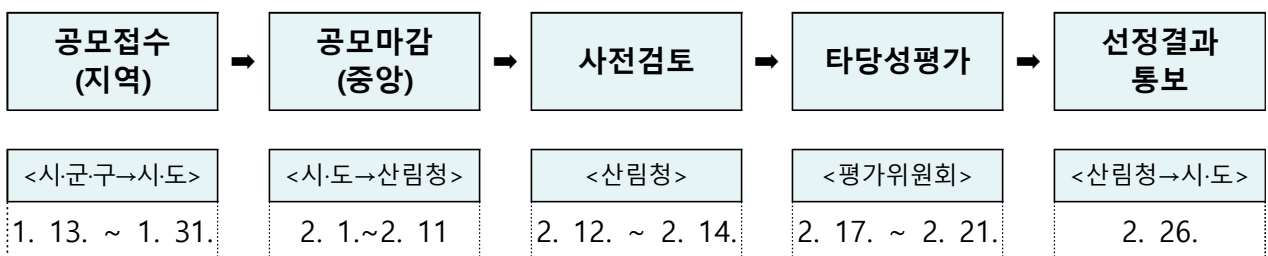 공모접수
(지역)
➡
공모마감
(중앙)
➡
사전검토
➡
타당성평가
➡
선정결과
통보
<시·군·구→시·도>
<시·도→산림청>
<산림청>
<평가위원회>
<산림청→시·도>
1. 13. ~ 1. 31.
2. 1.~2. 11
2. 12. ~ 2. 14.
2. 17. ~ 2. 21.
2. 26.